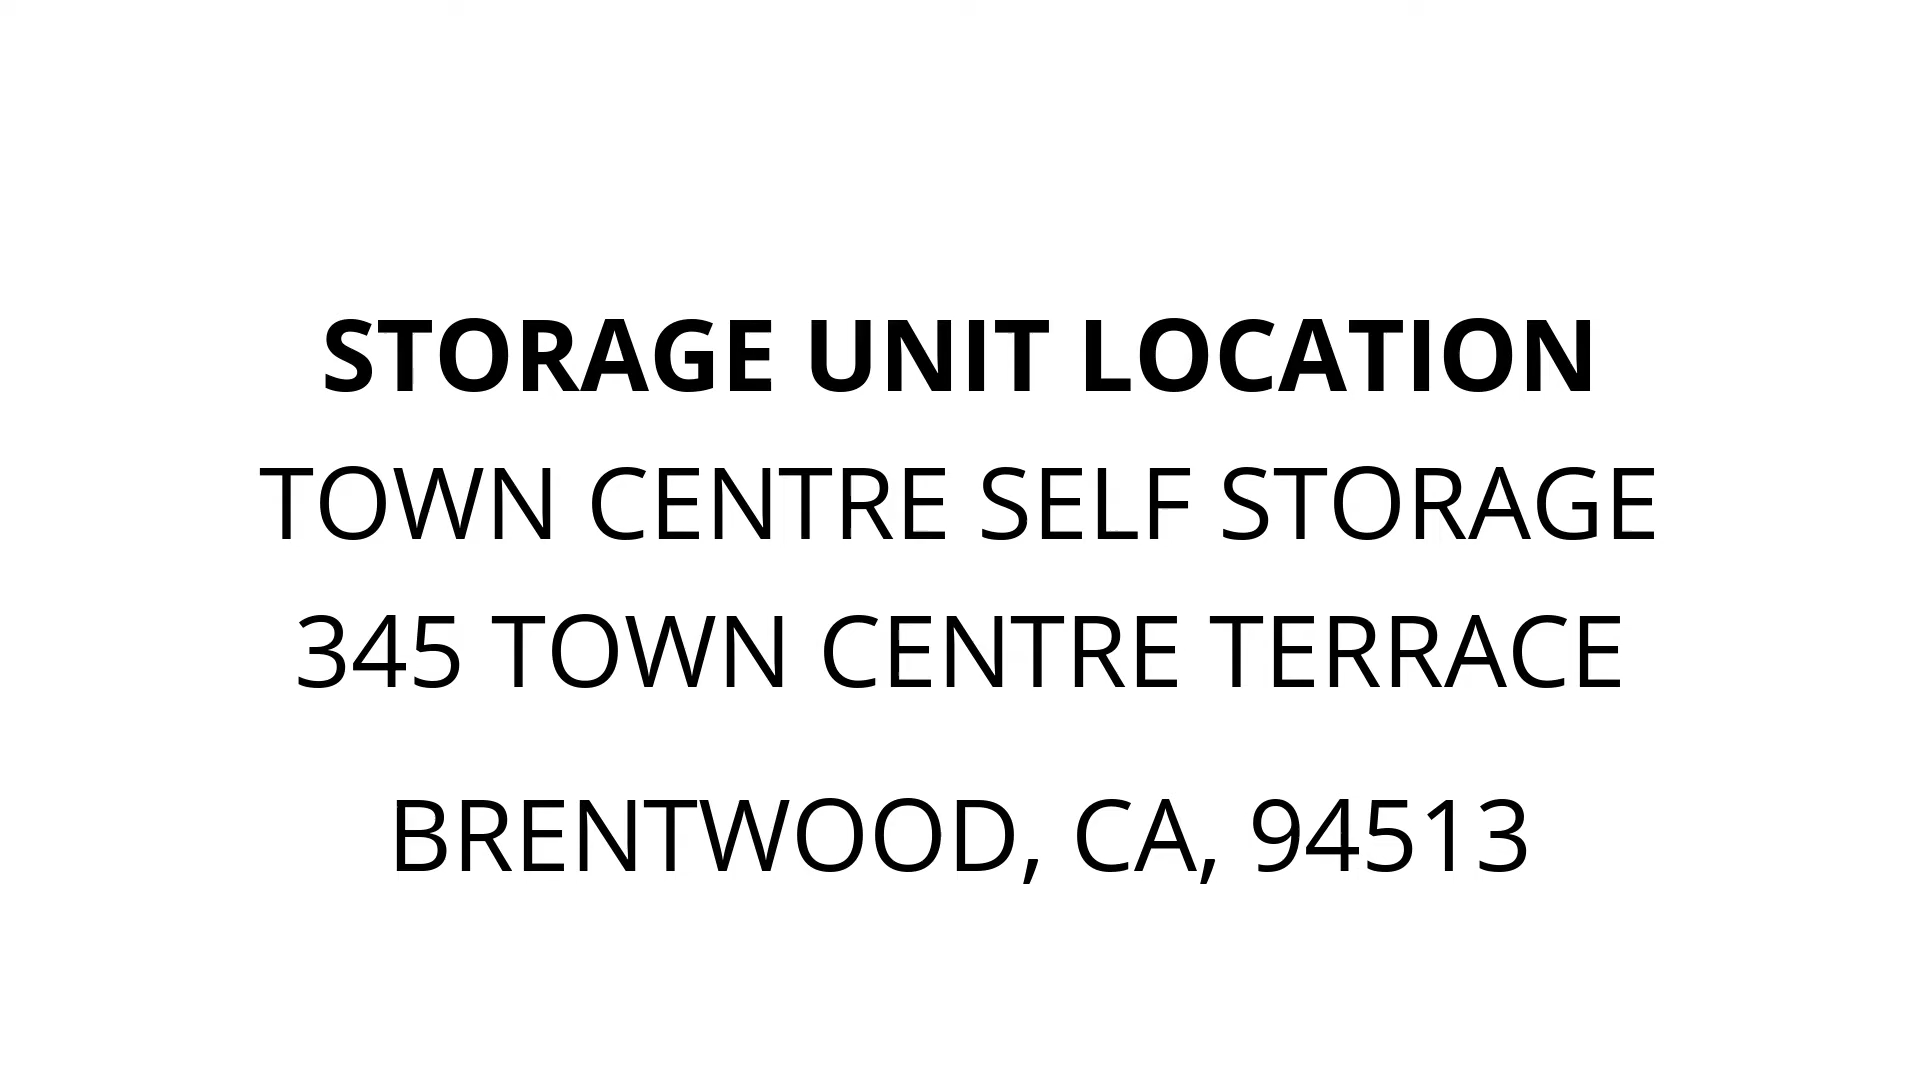 STORAGE UNIT LOCATION
TOWN CENTRE SELF STORAGE
345 TOWN CENTRE TERRACE
BRENTWOOD, CA, 94513